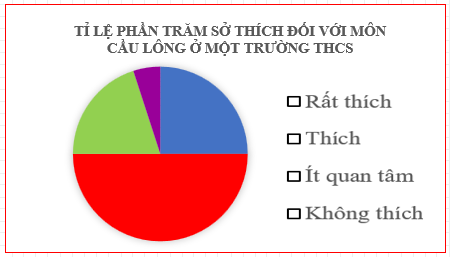 TỈ LỆ PHẦN TRĂM SỞ THÍCH ĐỐI VỚI MÔN
CẦU LÔNG Ở MỘT TRƯỜNG THCS
Rất thích
Thích
Ít quan tâm
Không thích